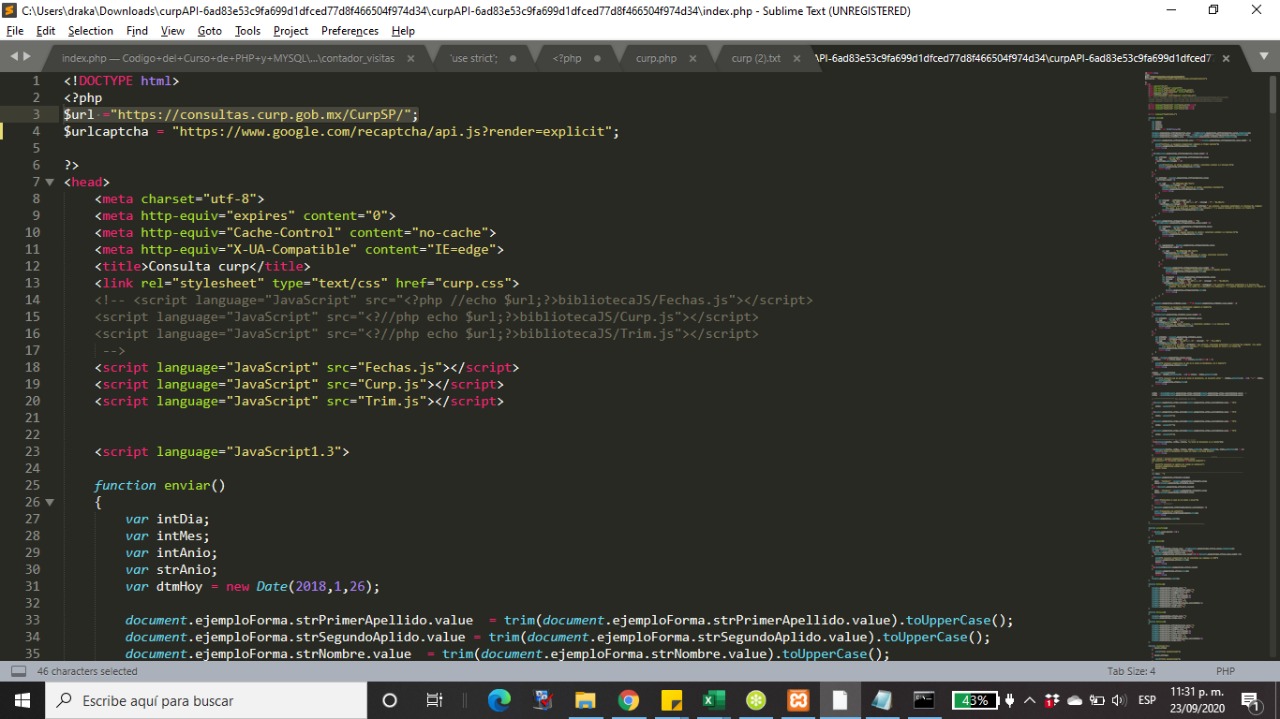 C:\Users\draka\Downloads\curpAPI-6ad83e53c9fa699d1dfced77d8f466504f974d34\curpAPI-6ad83e53c9fa699d1dfced77d8f466504f974d34\index.php - Sublime Text (UNREGISTERED)
File Edit Selection Find View Goto Tools Project Preferences Help
index.php — Codigo+del+Curso+de+PHP+y+MYSQL\...\contador_visitas 'use strict'; <?php curp.php curp (2).txt \PI-6ad83e53c9fa699d1dfced77d8f466504f974d34\curpAPI-6ad83e53c9fa699d1dfced7
1 <!DOCTYPE html>
2 <?php
3 $url ="https://consultas.curp.gob.mx/CurpSP/";
4 $urlcaptcha = "https://www.google.com/recaptcha/api.js?render=explicit";
5
6 ?>
7 <head>
8 <meta charset="utf-8">
9 <meta http-equiv="expires" content="0">
10 <meta http-equiv="Cache-Control" content="no-cache">
11 <meta http-equiv="X-UA-Compatible" content="IE=edge">
12 <title>Consulta curp</title>
13 <link rel="stylesheet" type="text/css" href="curp.css">
14 <!-- <script language="JavaScript" src="<?php //echo $url;?>bibliotecaJS/Fechas.js"></script>
15 <script language="JavaScript" src="<?//php echo $url;?>bibliotecaJS/Curp.js"></script>
16 <script language="JavaScript" src="<?//php echo $url;?>bibliotecaJS/Trim.js"></script>
17 -->
18 <script language="JavaScript" src="Fechas.js"></script>
19 <script language="JavaScript" src="Curp.js"></script>
20 <script language="JavaScript" src="Trim.js"></script>
21
22
23 <script language="JavaScript1.3">
24
25 function enviar()
26 {
27 var intDia;
28 var intMes;
29 var intAnio;
30 var strAnio;
31 var dtmHoy = new Date(2018,1,26);
32
33 document.ejemploForma.strPrimerApellido.value = trim(document.ejemploForma.strPrimerApellido.value).toUpperCase();
34 document.ejemploForma.strSegundoAplido.value = trim(document.ejemploForma.strSegundoAplido.value).toUpperCase();
35 document.ejemploForma.strNombre.value = trim(document.ejemploForma.strNombre.value).toUpperCase();
46 characters selected Tab Size: 4 PHP
Escribe aquí para buscar 43% ESP 11:31 p. m.
23/09/2020